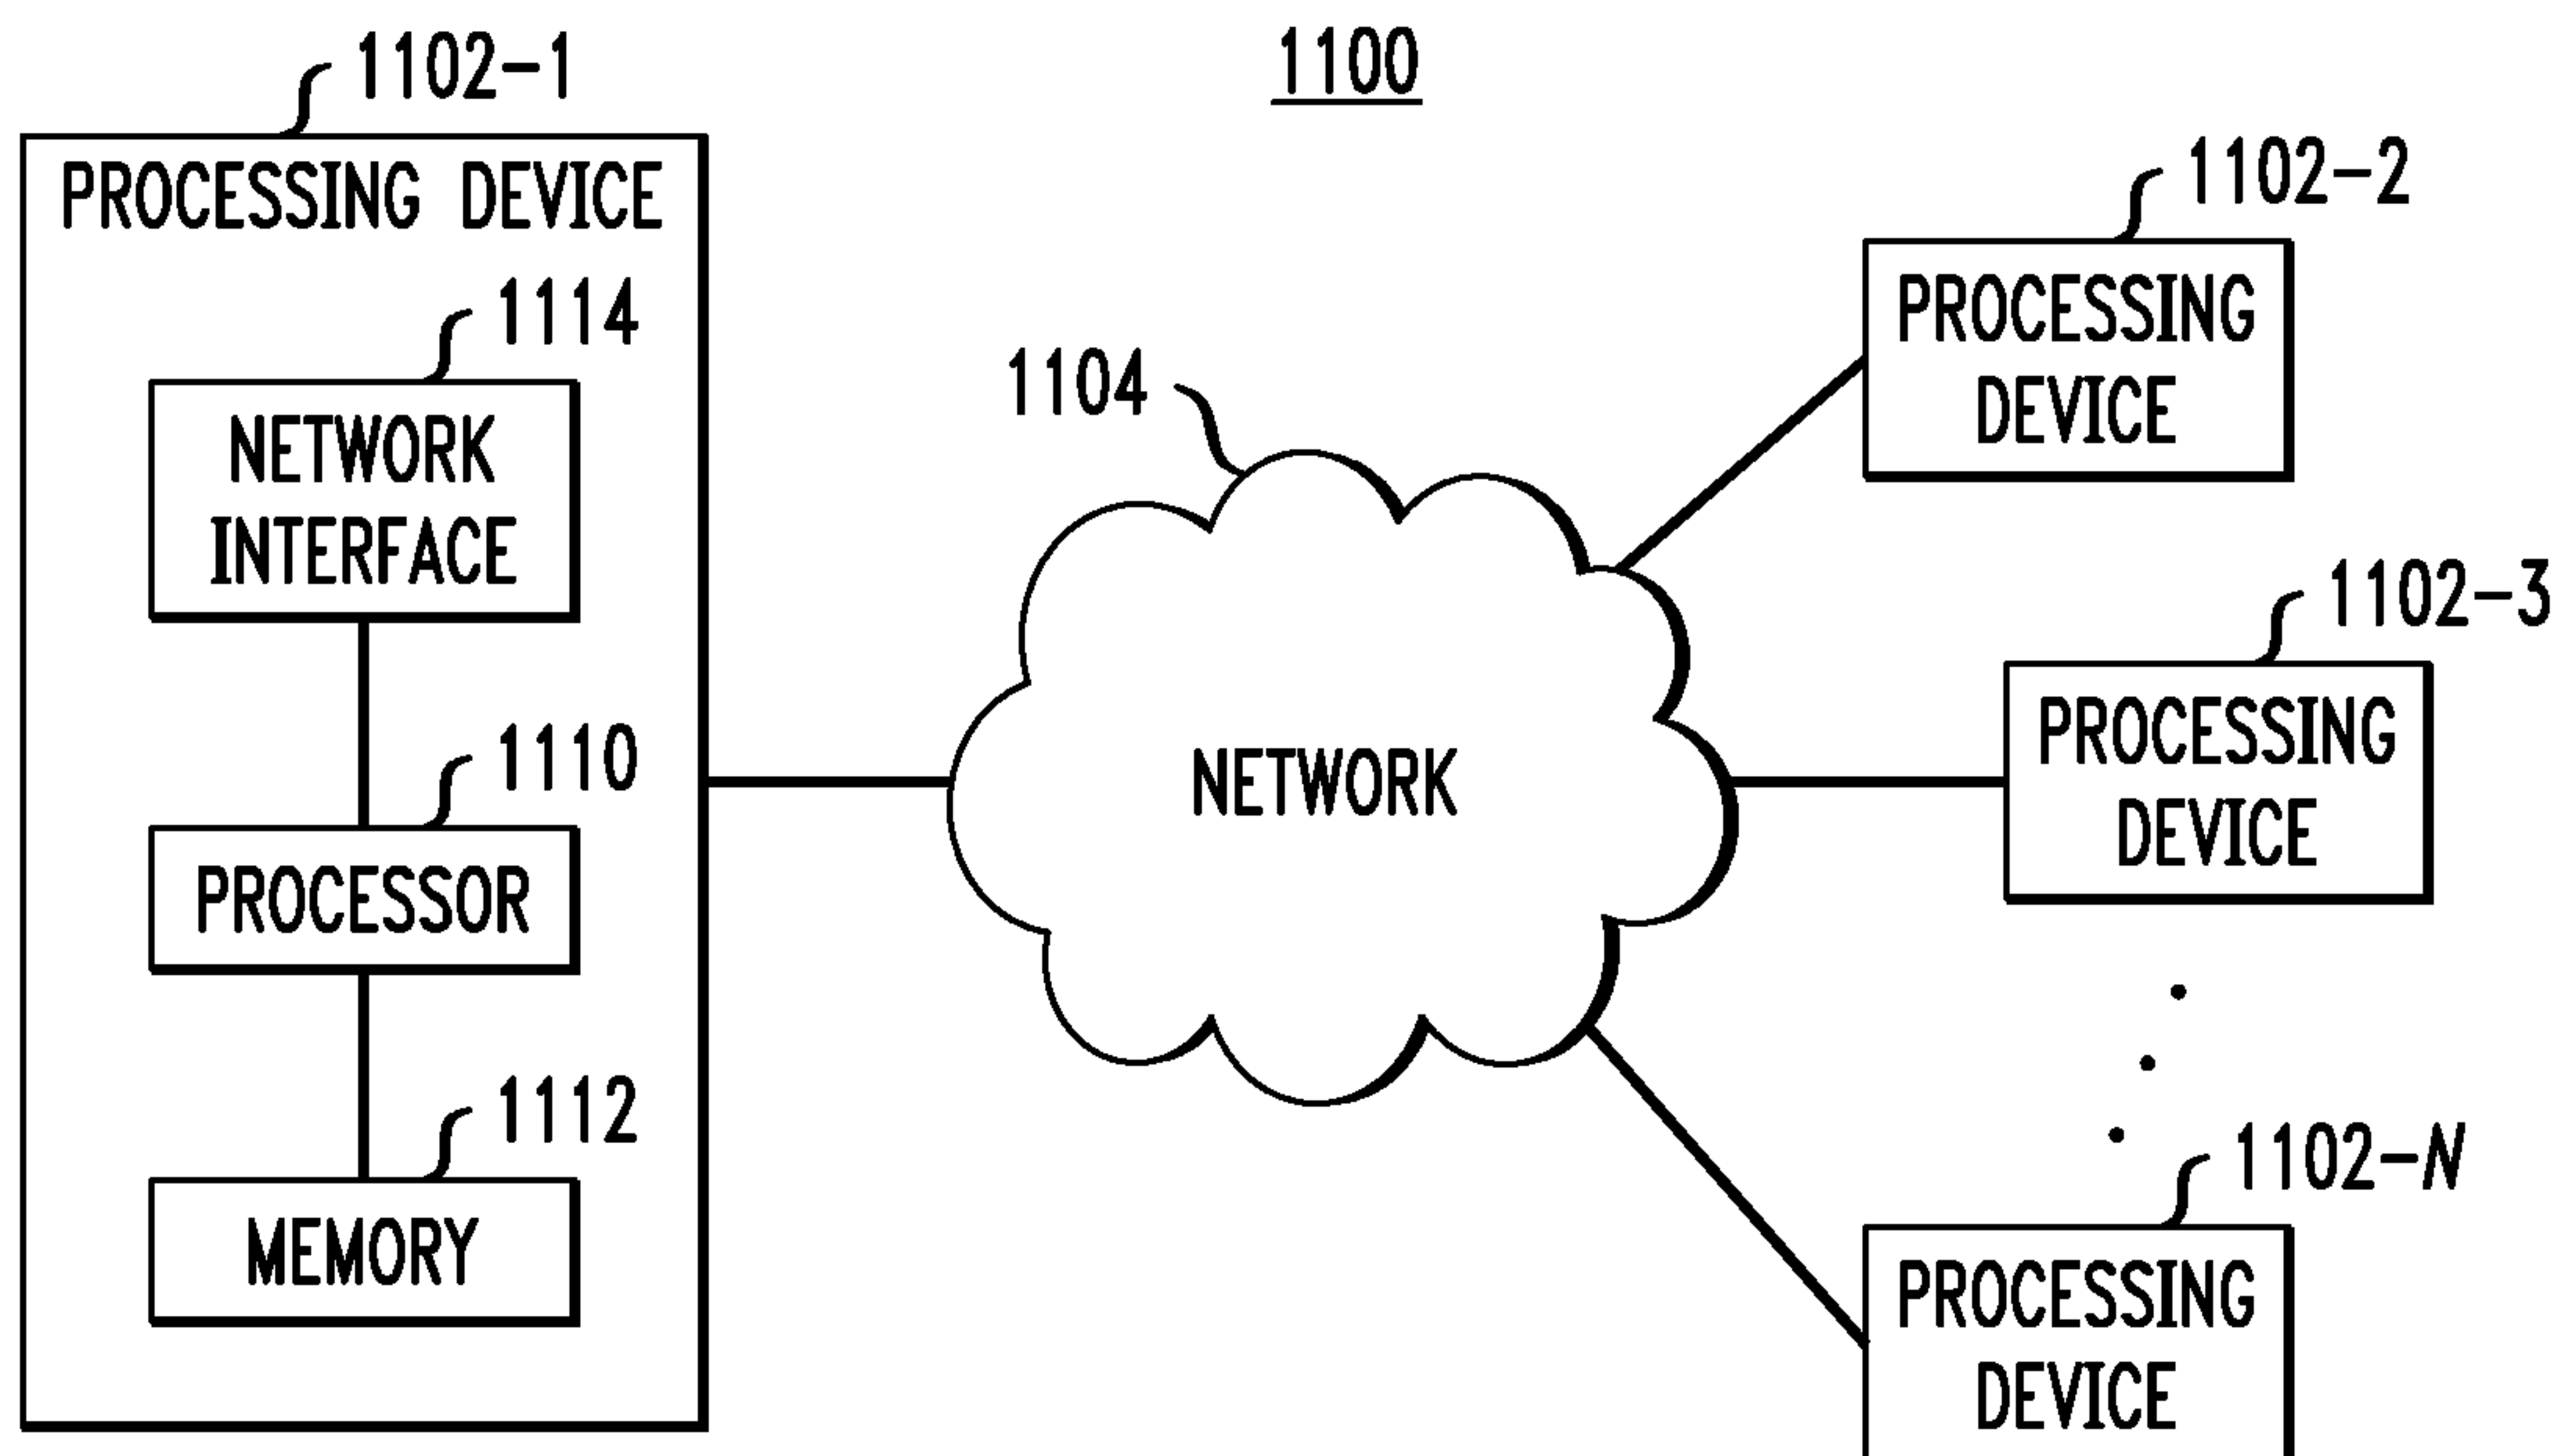 1100
1102-1
PROCESSING DEVICE
1114
NETWORK
INTERFACE
1110
PROCESSOR
1112
MEMORY
1104
NETWORK
1102-2
PROCESSING
DEVICE
1102-3
PROCESSING
DEVICE
1102-N
PROCESSING
DEVICE